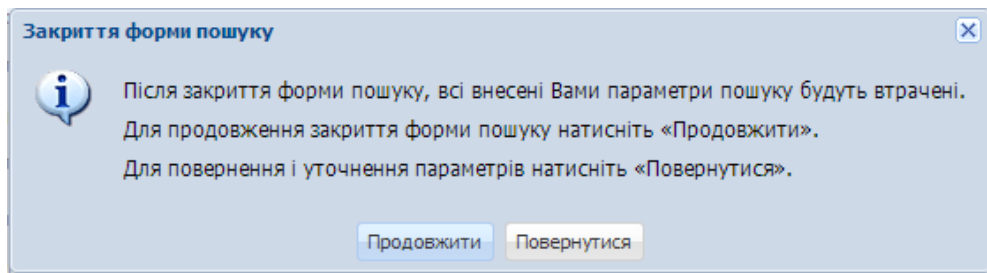 Закриття форми пошуку
Після закриття форми пошуку, всі внесені Вами параметри пошуку будуть втрачені.
Для продовження закриття форми пошуку натисніть «Продовжити».
Для повернення і уточнення параметрів натисніть «Повернутися».
Продовжити Повернутися